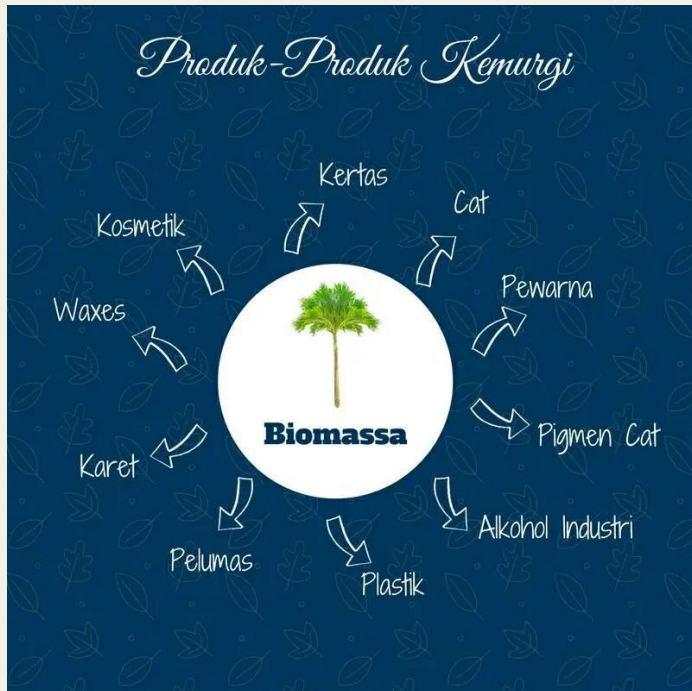 Produk-Produk Kemurgi
Kertas
Cat
Kosmetik
Pewarna
Waxes
Biomassa
Pigmen Cat
Karet
Alkohol Industri
Pelumas
Plastik